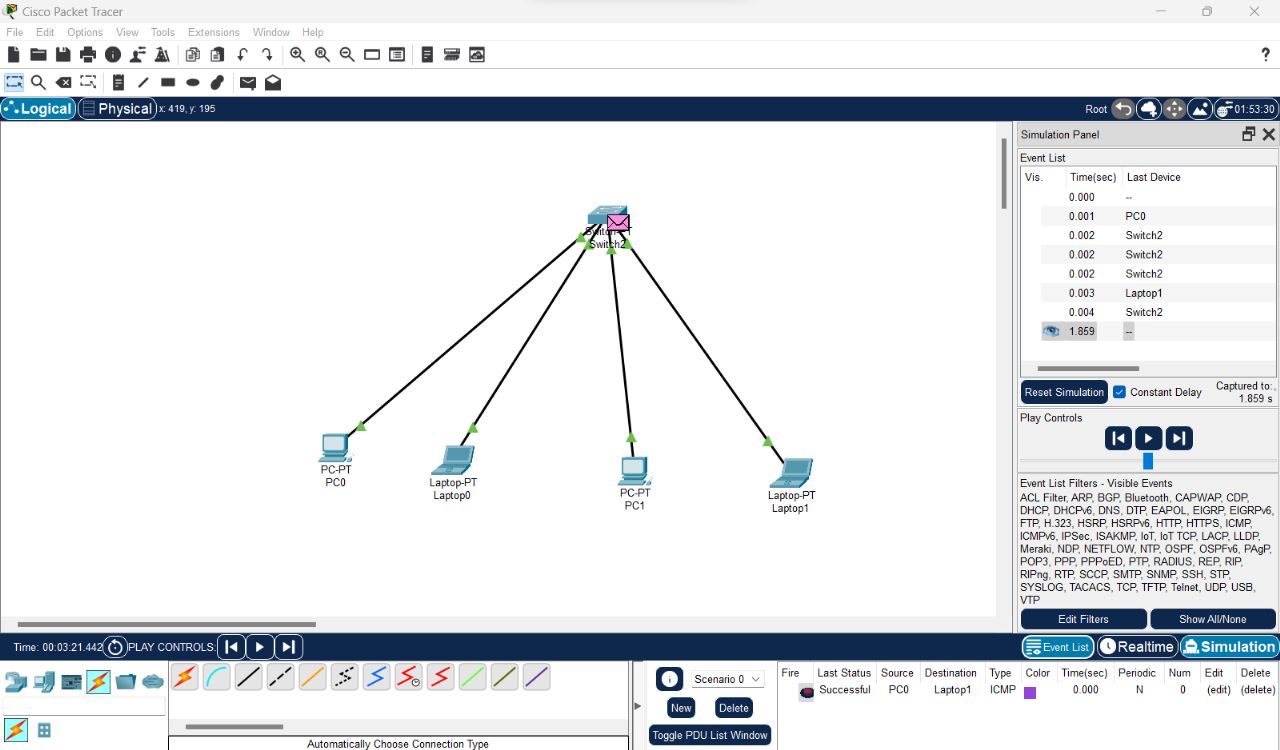 Cisco Packet Tracer
File Edit Options View Tools Extensions Window Help
?
Logical Physical x: 419, y: 195 Root 01:53:30
Simulation Panel
Event List
Vis. Time(sec) Last Device
0.000 --
0.001 PC0
0.002 Switch2
0.002 Switch2
0.002 Switch2
0.003 Laptop1
0.004 Switch2
1.859 --
Reset Simulation Constant Delay Captured to:
1.859 s
Play Controls
Event List Filters - Visible Events
ACL Filter, ARP, BGP, Bluetooth, CAPWAP, CDP,
DHCP, DHCPv6, DNS, DTP, EAPOL, EIGRP, EIGRPv6,
FTP, H.323, HSRP, HSRPv6, HTTP, HTTPS, ICMP,
ICMPv6, IPSec, ISAKMP, IoT, IoT TCP, LACP, LLDP,
Meraki, NDP, NETFLOW, NTP, OSPF, OSPFv6, PAgP,
POP3, PPP, PPPoED, PTP, RADIUS, REP, RIP,
RIPng, RTP, SCCP, SMTP, SNMP, SSH, STP,
SYSLOG, TACACS, TCP, TFTP, Telnet, UDP, USB,
VTP
Edit Filters Show All/None
Switch2
PC-PT
PC0
Laptop-PT
Laptop0
PC-PT
PC1
Laptop-PT
Laptop1
Time: 00:03:21.442 PLAY CONTROLS: Event List Realtime Simulation
Automatically Choose Connection Type
Scenario 0
New Delete
Toggle PDU List Window
Fire Last Status Source Destination Type Color Time(sec) Periodic Num Edit Delete
Successful PC0 Laptop1 ICMP 0.000 N 0 (edit) (delete)